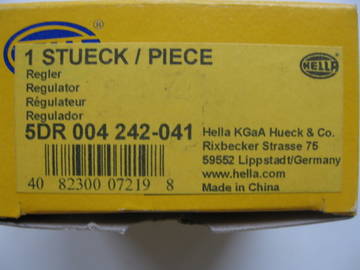 HELLA
1 STUECK / PIECE
HELLA
Regler
Regulator
Régulateur
Regulador
5DR 004 242-041
Hella KGaA Hueck & Co.
Rixbecker Strasse 75
59552 Lippstadt/Germany
www.hella.com
Made in China
40 82300 07219 8